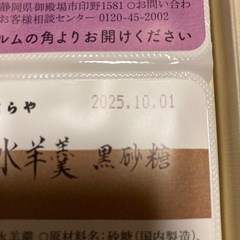 静岡県御殿場市印野1581 ○お問い合わ
お客様相談センター 0120-45-2002
ルムの角よりお開けください
らや
2025.10.01
水羊羹 黒砂糖
水羊羹 ○原材料名:砂糖(国内製造)、